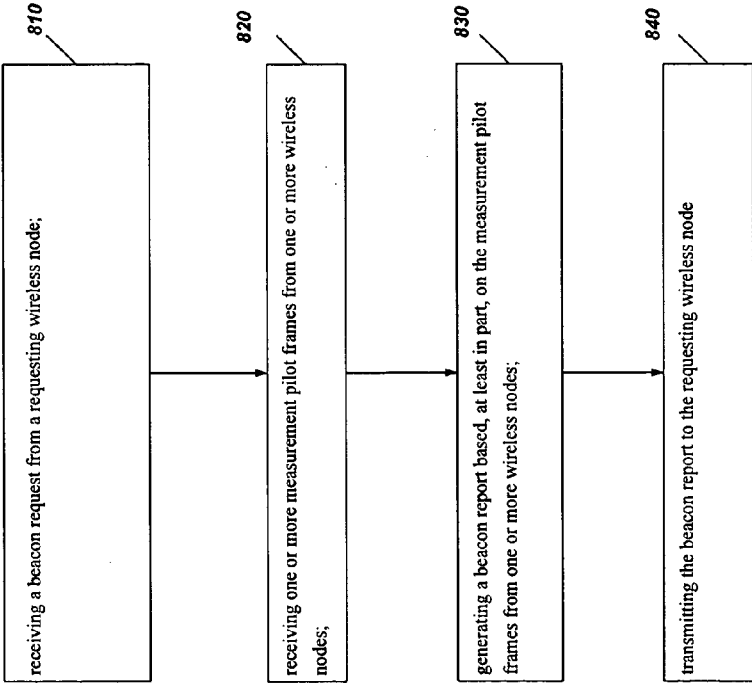 810
receiving a beacon request from a requesting wireless node;
820
receiving one or more measurement pilot frames from one or more wireless
nodes;
830
generating a beacon report based, at least in part, on the measurement pilot
frames from one or more wireless nodes;
840
transmitting the beacon report to the requesting wireless node